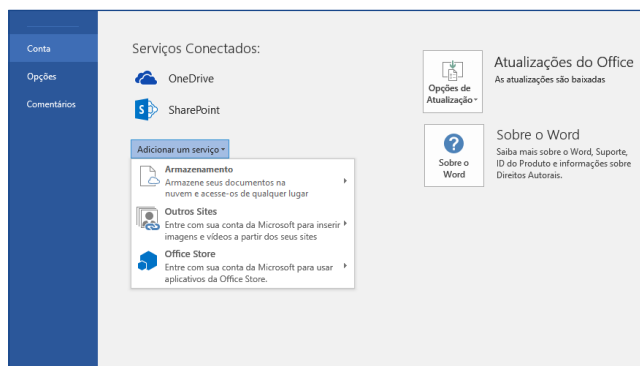 Conta
Opções
Comentários
Serviços Conectados:
OneDrive
S
SharePoint
Adicionar um serviço
Armazenamento
Armazene seus documentos na
nuvem e acesse-os de qualquer lugar
Outros Sites
Entre com sua conta da Microsoft para inserir
imagens e vídeos a partir dos seus sites
Office Store
Entre com sua conta da Microsoft para usar
aplicativos da Office Store.
Opções de
Atualização
Atualizações do Office
As atualizações são baixadas
?
Sobre o
Word
Sobre o Word
Saiba mais sobre o Word, Suporte,
ID do Produto e informações sobre
Direitos Autorais.